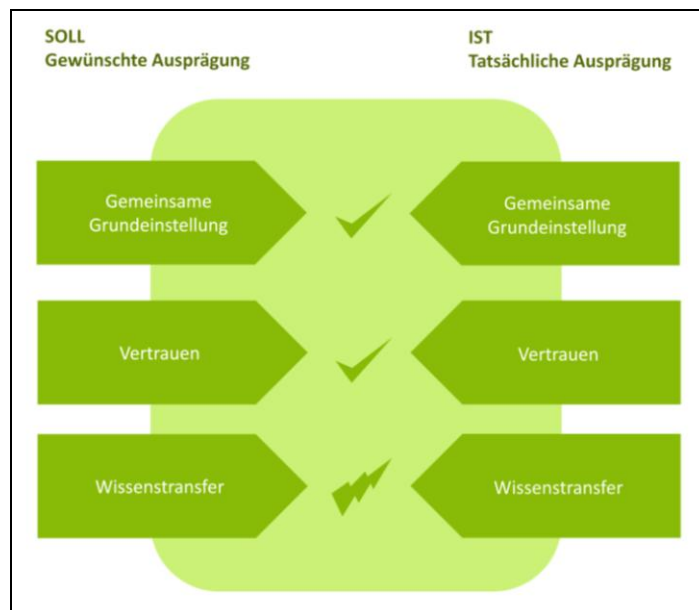 SOLL
Gewünschte Ausprägung
IST
Tatsächliche Ausprägung
Gemeinsame
Grundeinstellung
Gemeinsame
Grundeinstellung
Vertrauen
Vertrauen
Wissenstransfer
Wissenstransfer